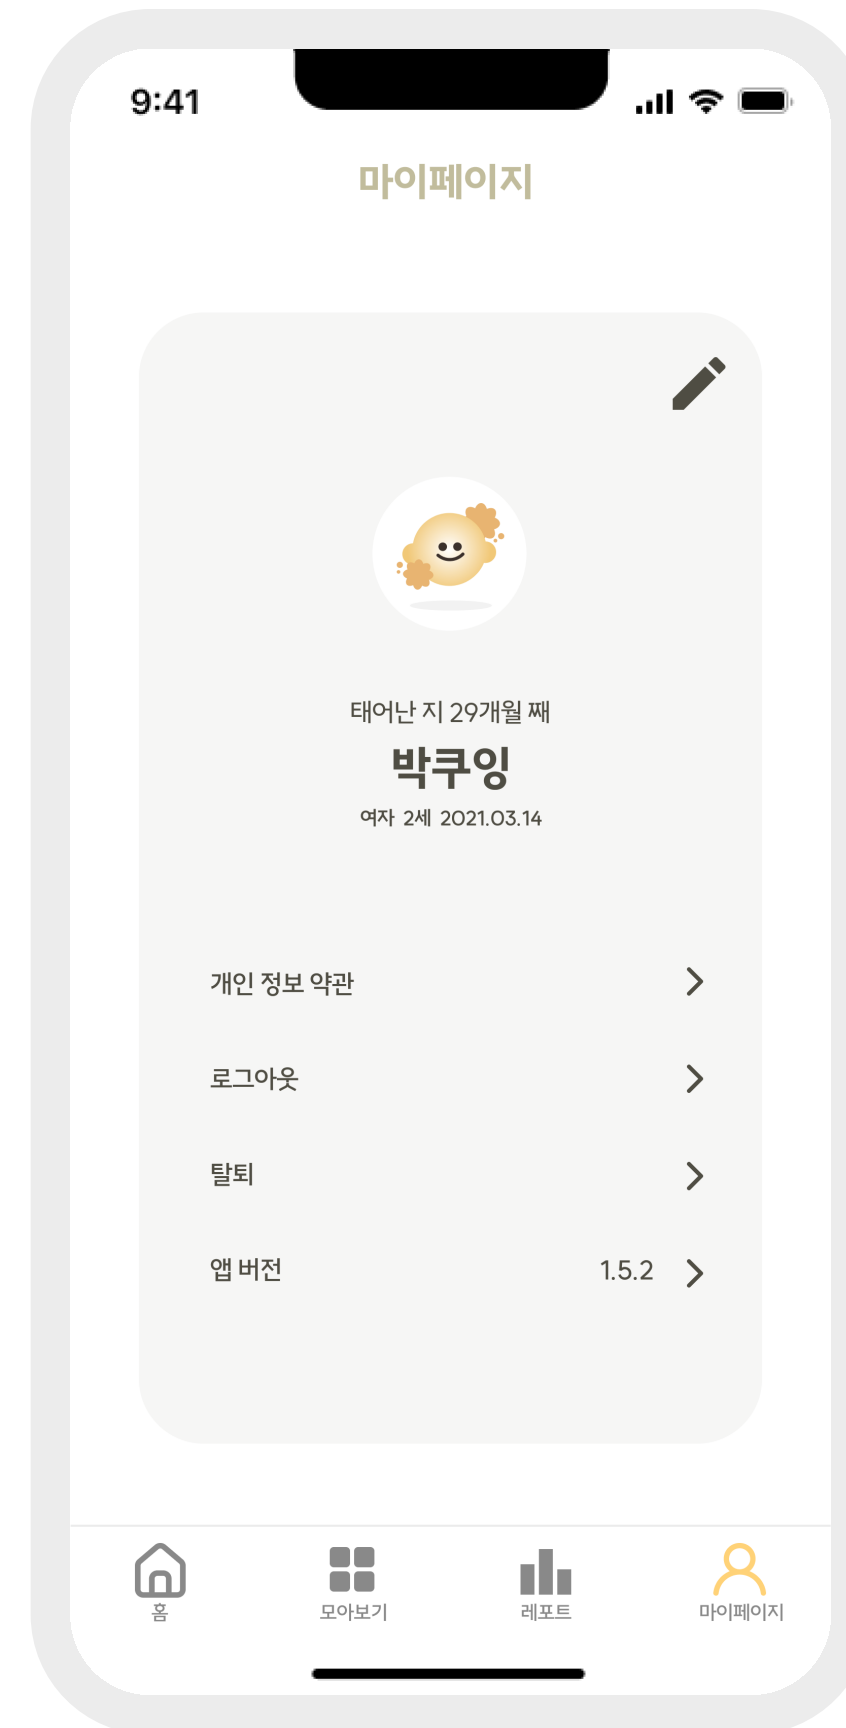 9:41
마이페이지
태어난 지 29개월 째
박쿠잉
여자 2세 2021.03.14
개인 정보 약관
로그아웃
탈퇴
앱 버전 1.5.2
홈 모아보기 레포트 마이페이지